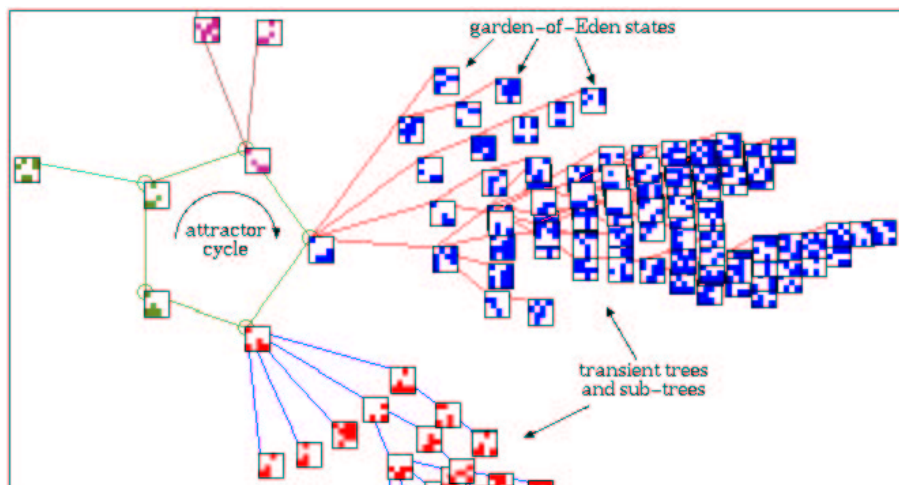 garden-of-Eden states
attractor
cycle
transient trees
and sub-trees